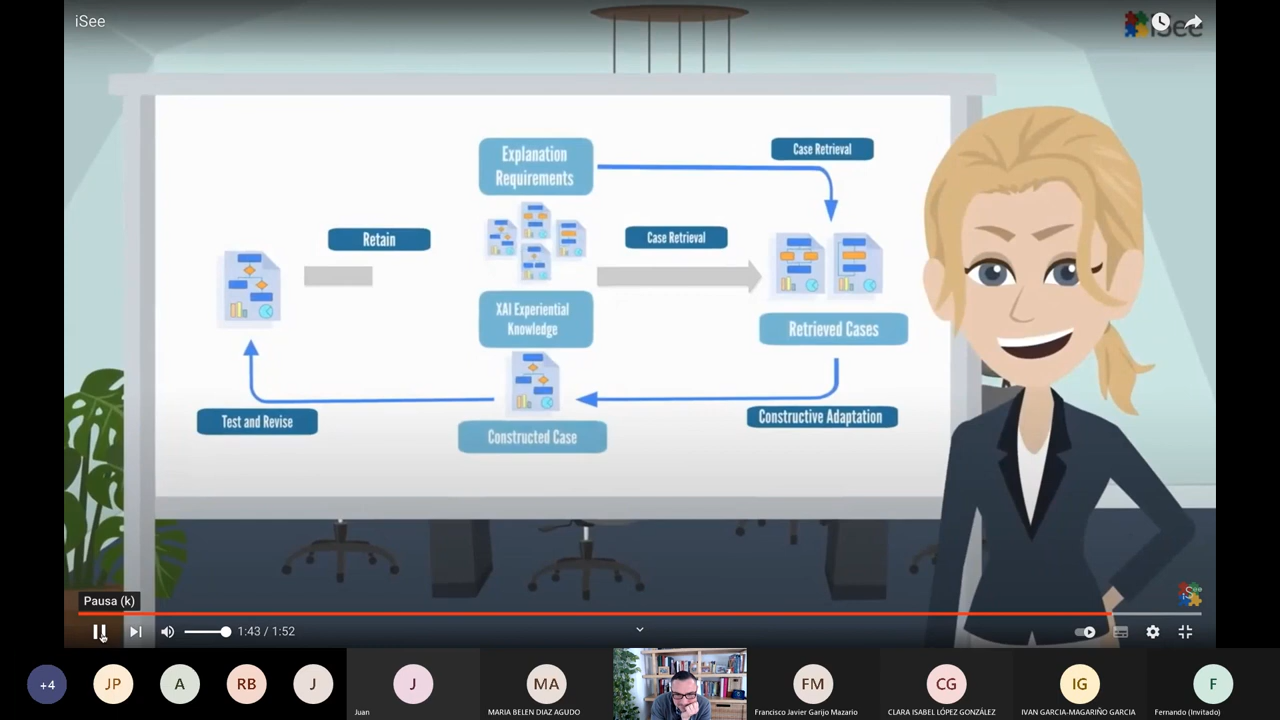 iSee
iSee
Explanation
Requirements
Case Retrieval
Retain
Case Retrieval
XAI Experiential
Knowledge
Retrieved Cases
Test and Revise
Constructive Adaptation
Constructed Case
Pausa (k)
iSee
1:43 / 1:52
+4
JP
A
RB
J
J
MA
FM
CG
IG
F
Juan
MARIA BELEN DIAZ AGUDO
Francisco Javier Garijo Mazario
CLARA ISABEL LÓPEZ GONZÁLEZ
IVAN GARCIA-MAGARIÑO GARCIA
Fernando (Invitado)